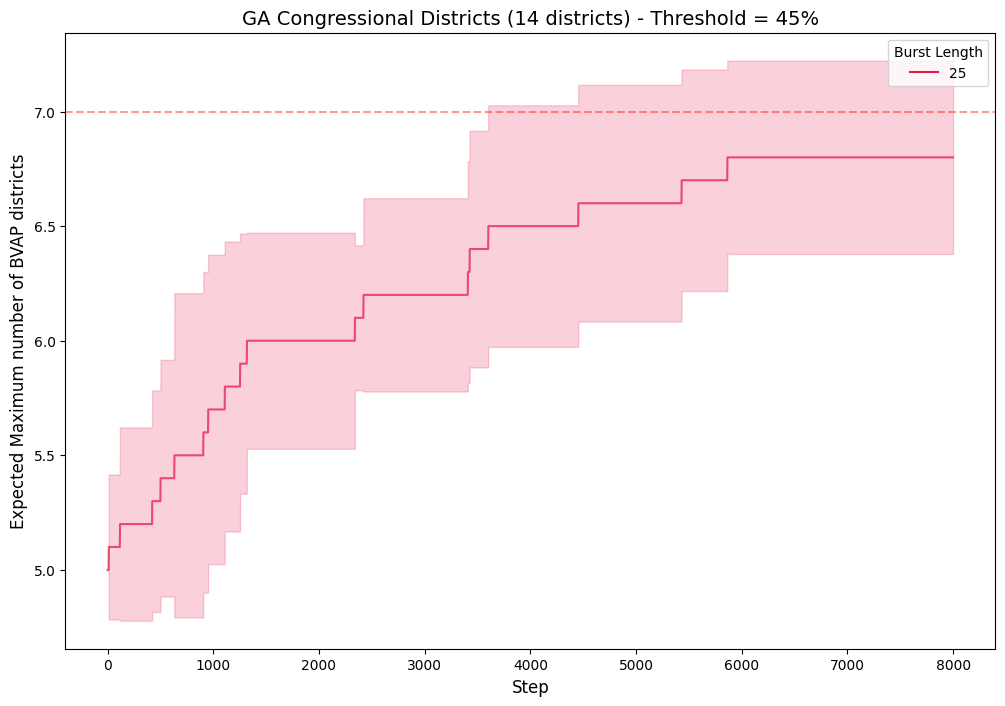 GA Congressional Districts (14 districts) - Threshold = 45%
Burst Length
25
Expected Maximum number of BVAP districts
7.0
6.5
6.0
5.5
5.0
0 1000 2000 3000 4000 5000 6000 7000 8000
Step